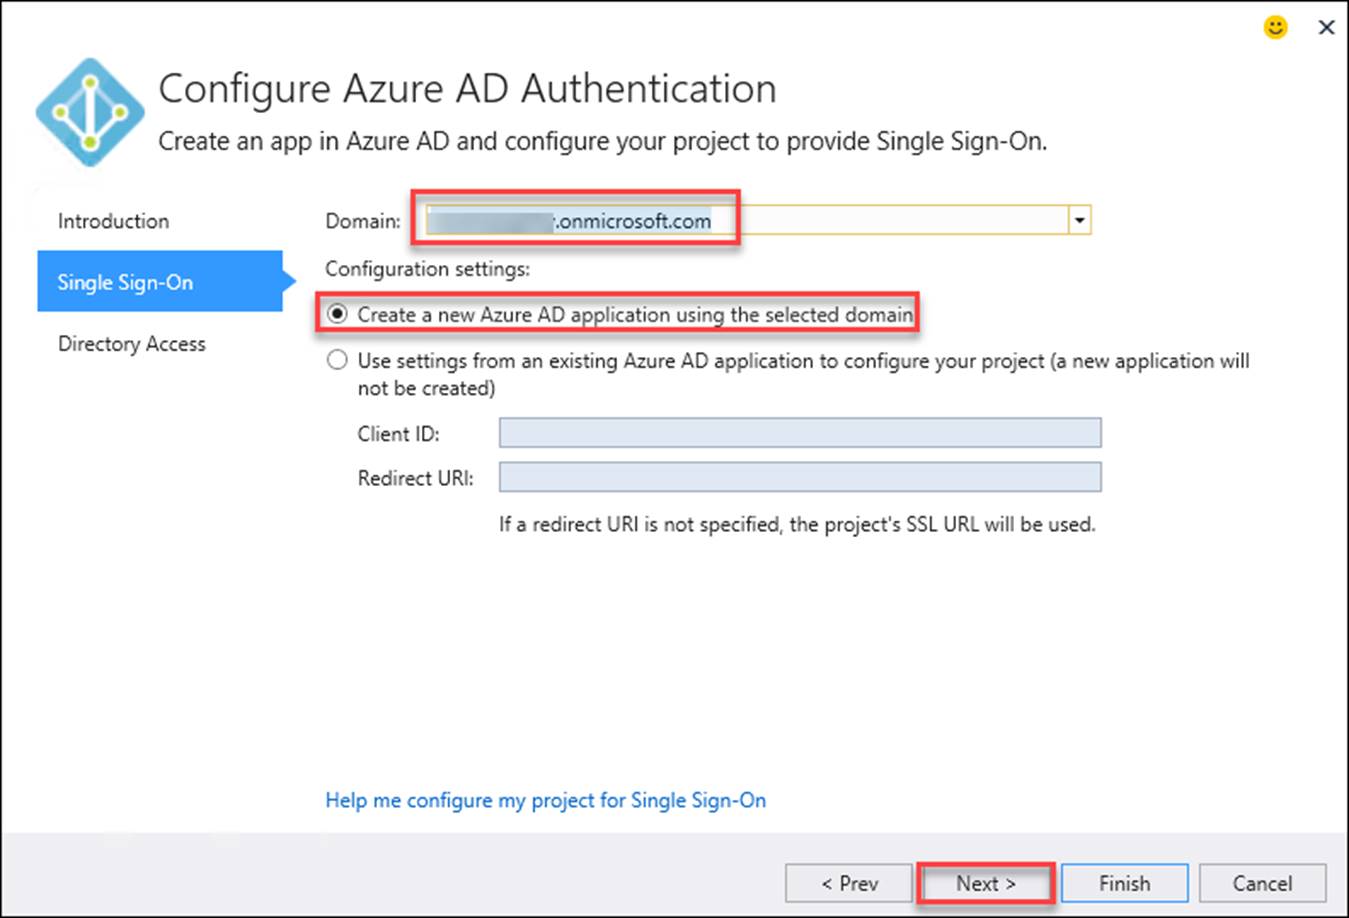 Configure Azure AD Authentication
Create an app in Azure AD and configure your project to provide Single Sign-On.
Introduction
Single Sign-On
Directory Access
Domain: .onmicrosoft.com
Configuration settings:
Create a new Azure AD application using the selected domain
Use settings from an existing Azure AD application to configure your project (a new application will
not be created)
Client ID:
Redirect URI:
If a redirect URI is not specified, the project's SSL URL will be used.
Help me configure my project for Single Sign-On
< Prev
Next >
Finish
Cancel